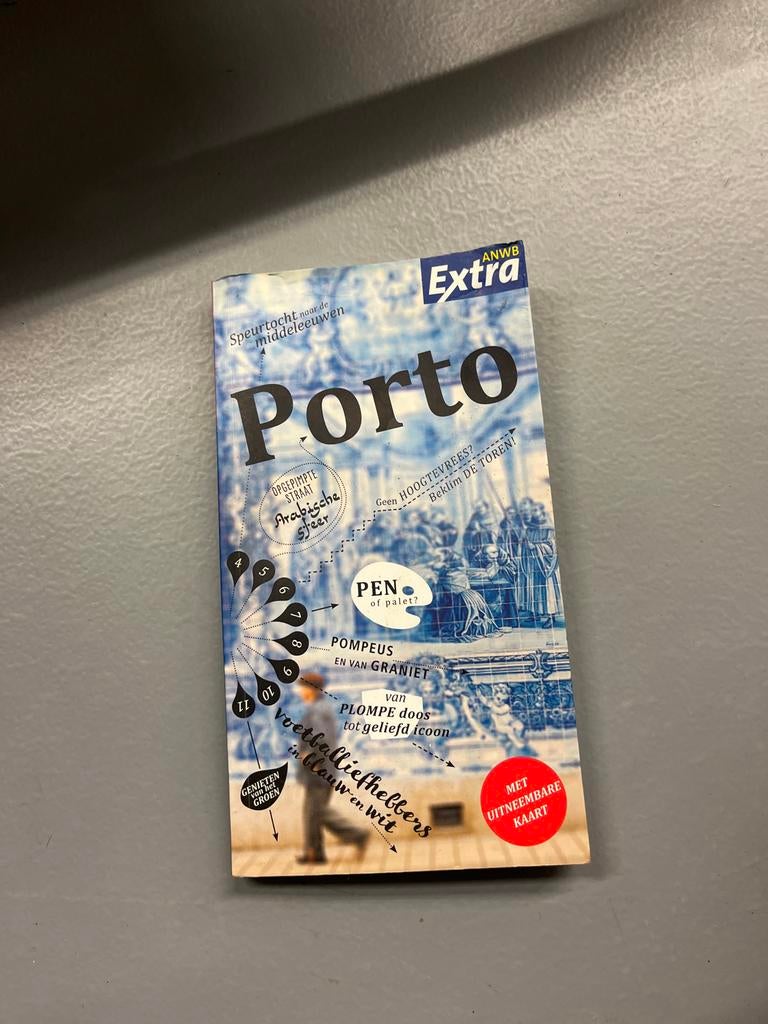 ANWB
Extra
Speurtocht naar de
middeleeuwen
Porto
OPGEPIMPTE
STRAAT
Arabische
sfeer
Geen HOOGTEVREES?
Beklim DE TOREN!
4
5
6
7
8
9
10
11
PEN
of palet?
POMPEUS
EN VAN GRANIET
van
PLOMPE doos
tot geliefd icoon
voetballiefhebbers
in blauw en wit
GENIETEN
van het
GROEN
MET
UITNEEMBARE
KAART